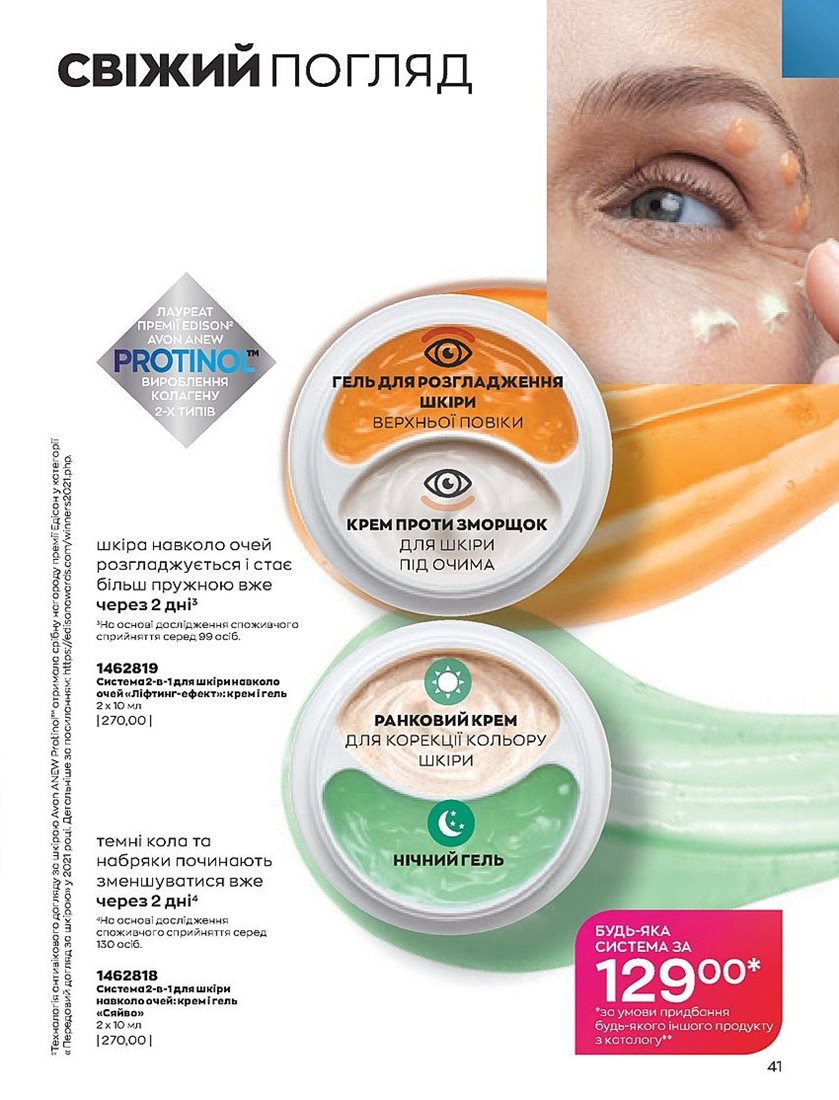 СВІЖИЙ ПОГЛЯД
ЛАУРЕАТ
ПРЕМІЇ EDISON²
AVON ANEW
PROTINOL™
ВИРОБЛЕННЯ
КОЛАГЕНУ
2-Х ТИПІВ
ГЕЛЬ ДЛЯ РОЗГЛАДЖЕННЯ
ШКІРИ
ВЕРХНЬОЇ ПОВІКИ
КРЕМ ПРОТИ ЗМОРЩОК
ДЛЯ ШКІРИ
ПІД ОЧИМА
шкіра навколо очей
розгладжується і стає
більш пружною вже
через 2 дні³
³На основі дослідження споживчого
сприйняття серед 99 осіб.
1462819
Система 2-в-1 для шкіри навколо
очей «Ліфтинг-ефект»: крем і гель
2 х 10 мл
|270,00|
РАНКОВИЙ КРЕМ
ДЛЯ КОРЕКЦІЇ КОЛЬОРУ
ШКІРИ
НІЧНИЙ ГЕЛЬ
темні кола та
набряки починають
зменшуватися вже
через 2 дні⁴
⁴На основі дослідження
споживчого сприйняття серед
130 осіб.
1462818
Система 2-в-1 для шкіри
навколо очей: крем і гель
«Сяйво»
2 х 10 мл
|270,00|
БУДЬ-ЯКА
СИСТЕМА ЗА
129⁰⁰*
*за умови придбання
будь-якого іншого продукту
з каталогу**
²Технологія антивікового догляду за шкірою Avon ANEW Protinol™ отримала срібну нагороду премії Едісон у категорії
«Передовий догляд за шкірою» у 2021 році. Детальніше за посиланням: https://edisonawards.com/winners2021.php.
41